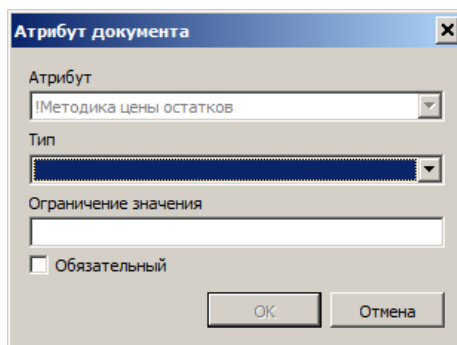 Атрибут документа
Атрибут
!Методика цены остатков
Тип
Ограничение значения
Обязательный
OK
Отмена